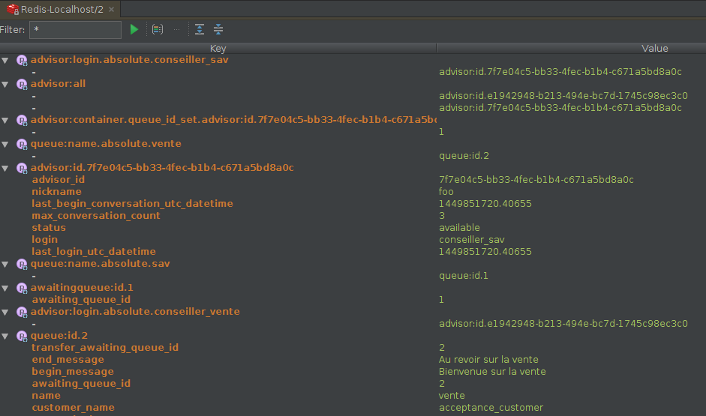 Redis-Localhost/2
Filter: *
Key Value
advisor:login.absolute.conseiller_sav
- advisor:id.7f7e04c5-bb33-4fec-b1b4-c671a5bd8a0c
advisor:all
- advisor:id.e1942948-b213-494e-bc7d-1745c98ec3c0
- advisor:id.7f7e04c5-bb33-4fec-b1b4-c671a5bd8a0c
advisor:container.queue_id_set.advisor:id.7f7e04c5-bb33-4fec-b1b4-c671a5bd
- 1
queue:name.absolute.vente
- queue:id.2
advisor:id.7f7e04c5-bb33-4fec-b1b4-c671a5bd8a0c
advisor_id 7f7e04c5-bb33-4fec-b1b4-c671a5bd8a0c
nickname foo
last_begin_conversation_utc_datetime 1449851720.40655
max_conversation_count 3
status available
login conseiller_sav
last_login_utc_datetime 1449851720.40655
queue:name.absolute.sav
- queue:id.1
awaitingqueue:id.1
awaiting_queue_id 1
advisor:login.absolute.conseiller_vente
- advisor:id.e1942948-b213-494e-bc7d-1745c98ec3c0
queue:id.2
transfer_awaiting_queue_id 2
end_message Au revoir sur la vente
begin_message Bienvenue sur la vente
awaiting_queue_id 2
name vente
customer_name acceptance_customer